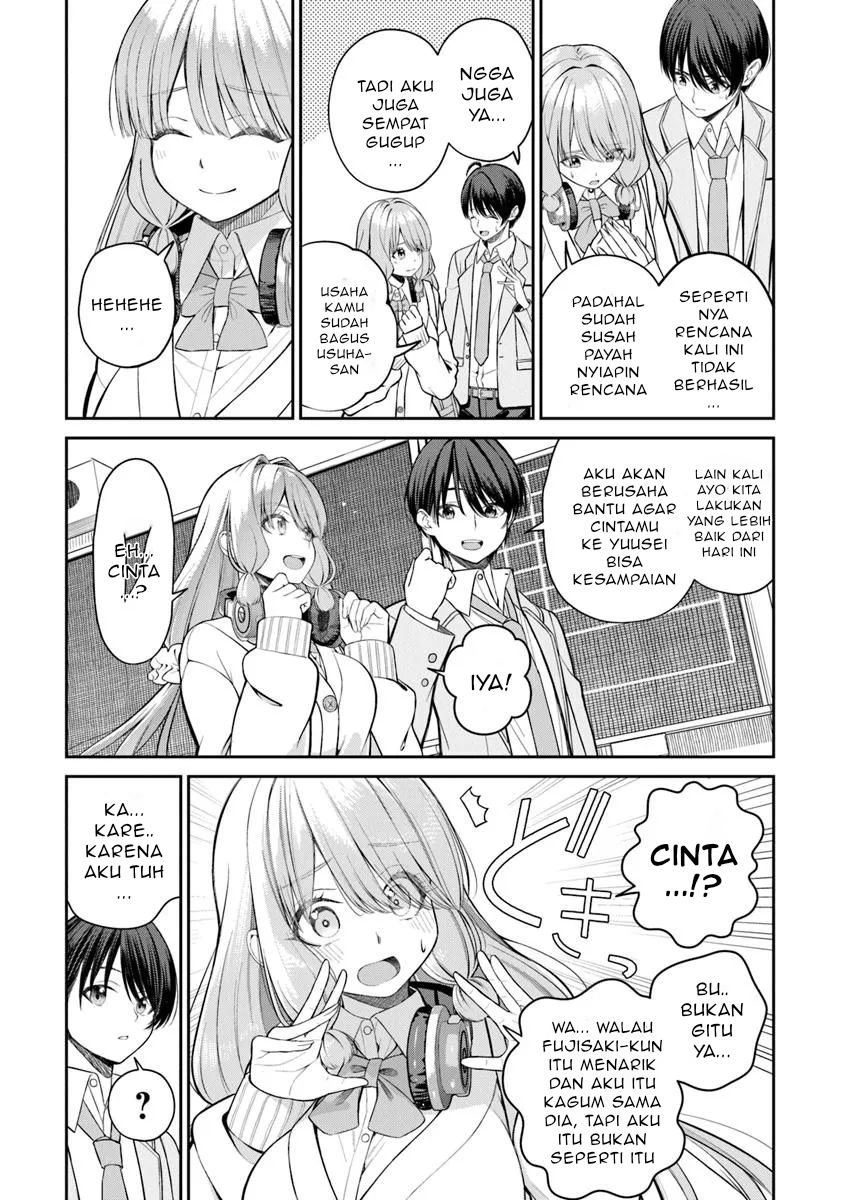 SEPERTI
NYA
RENCANA
KALI INI
TIDAK
BERHASIL
...
PADAHAL
SUDAH
SUSAH
PAYAH
NYIAPIN
RENCANA
NGGA
JUGA
YA...
TADI AKU
JUGA
SEMPAT
GUGUP
...
USAHA
KAMU
SUDAH
BAGUS
USUHA-
SAN
HEHEHE
...
LAIN KALI
AYO KITA
LAKUKAN
YANG LEBIH
BAIK DARI
HARI INI
AKU AKAN
BERUSAHA
BANTU AGAR
CINTAMU
KE YUUSEI
BISA
KESAMPAIAN
IYA!
EH...
CINTA
...?
CINTA
...!?
どきっ
BU..
BUKAN
GITU
YA...
WA... WALAU
FUJISAKI-KUN
ITU MENARIK
DAN AKU ITU
KAGUM SAMA
DIA, TAPI AKU
ITU BUKAN
SEPERTI ITU
KA...
KARE..
KARENA
AKU TUH
...
?